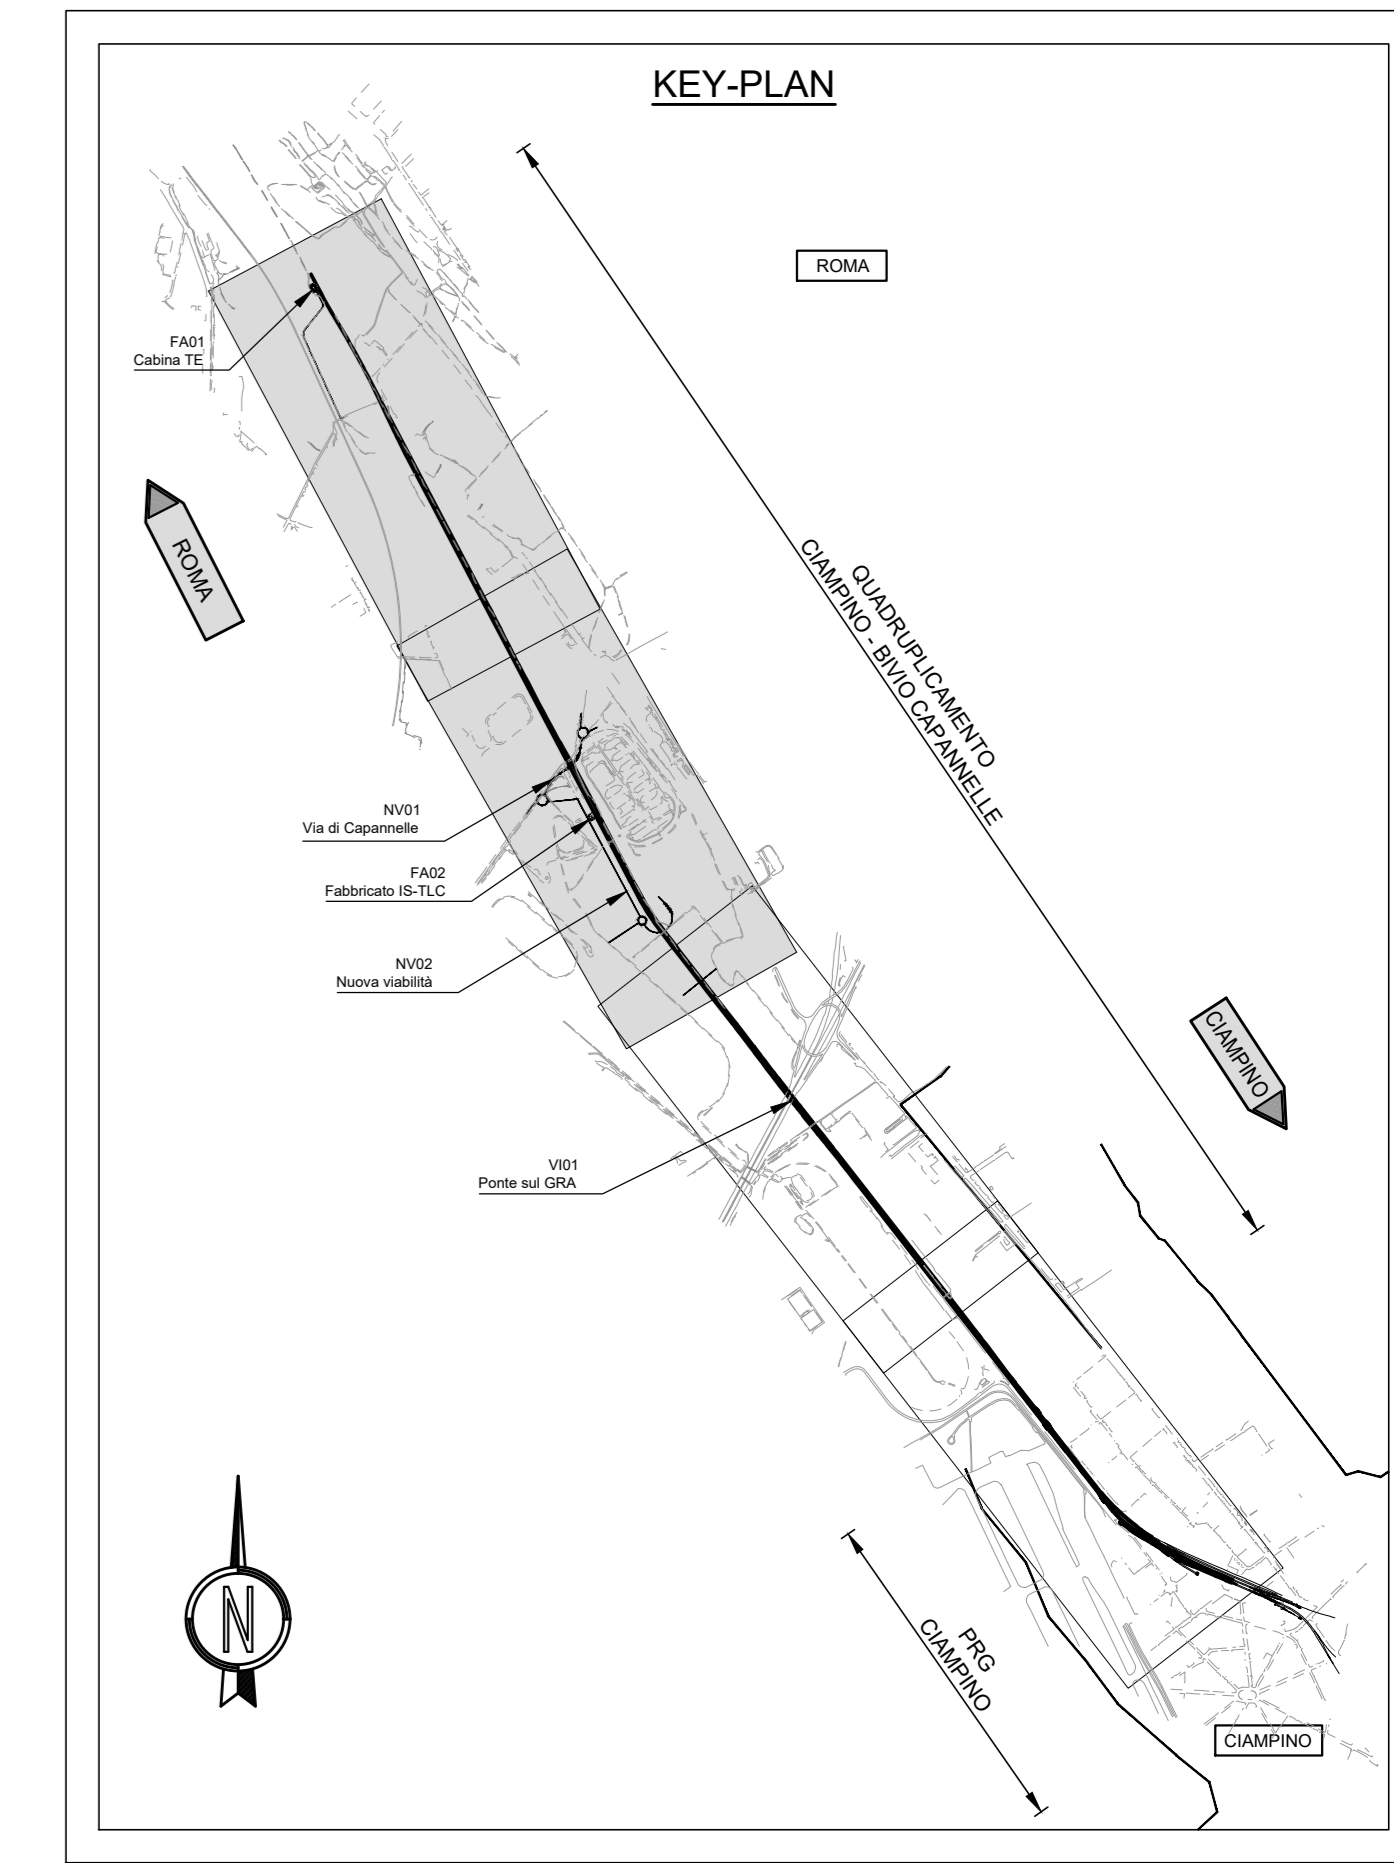 KEY-PLAN
ROMA
FA01
Cabina TE
ROMA
QUADRUPLICAMENTO
CIAMPINO - BIVIO CAPANNELLE
NV01
Via di Capannelle
FA02
Fabbricato IS-TLC
NV02
Nuova viabilità
CIAMPINO
VI01
Ponte sul GRA
N
PRG
CIAMPINO
CIAMPINO